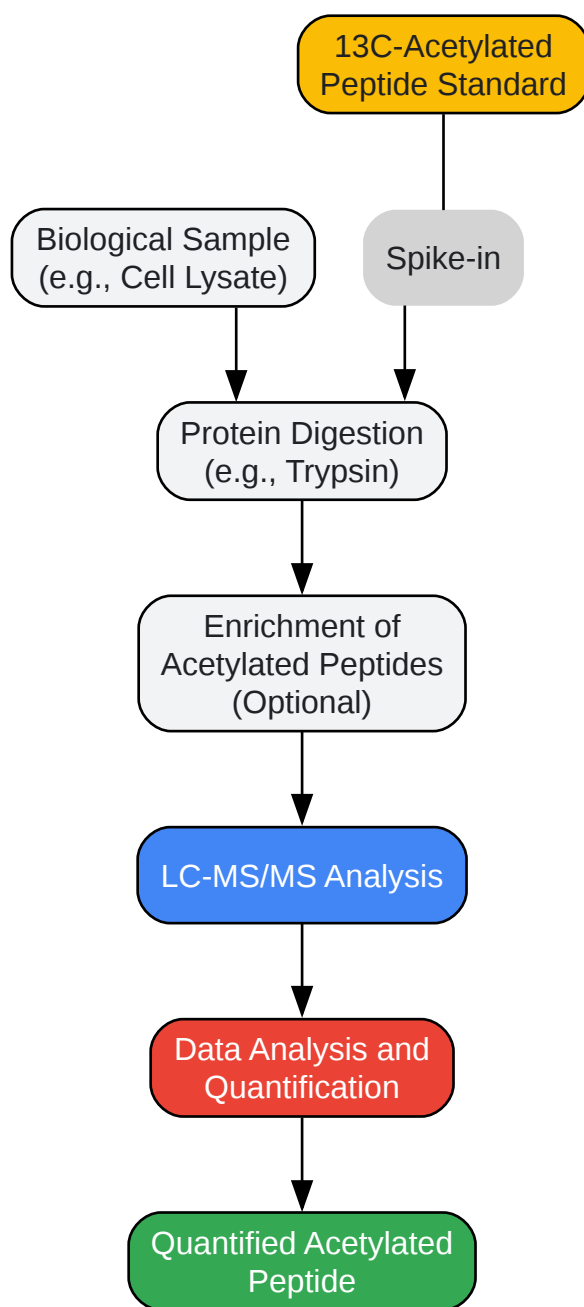 13C-Acetylated
Peptide Standard
Biological Sample
(e.g., Cell Lysate)
Spike-in
Protein Digestion
(e.g., Trypsin)
Enrichment of
Acetylated Peptides
(Optional)
LC-MS/MS Analysis
Data Analysis and
Quantification
Quantified Acetylated
Peptide